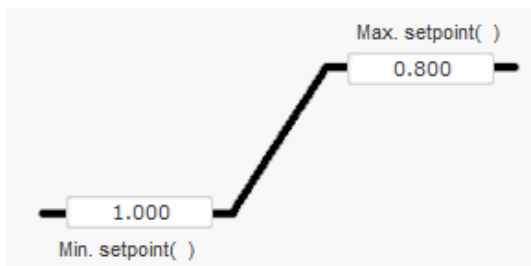 Max. setpoint( )
0.800
1.000
Min. setpoint( )